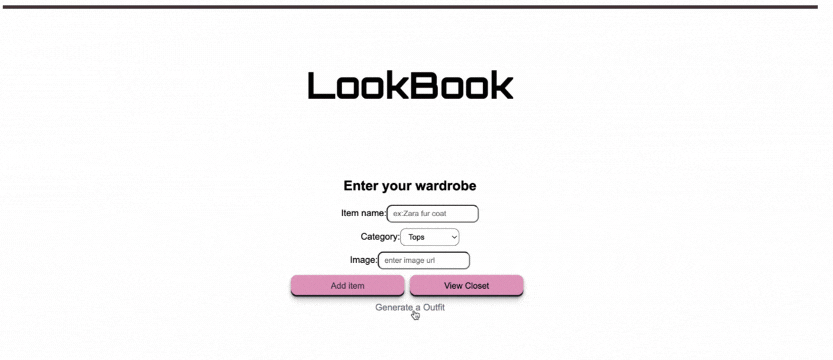 LookBook
Enter your wardrobe
Item name: ex:Zara fur coat
Category: Tops
Image: enter image url
Add item View Closet
Generate a Outfit